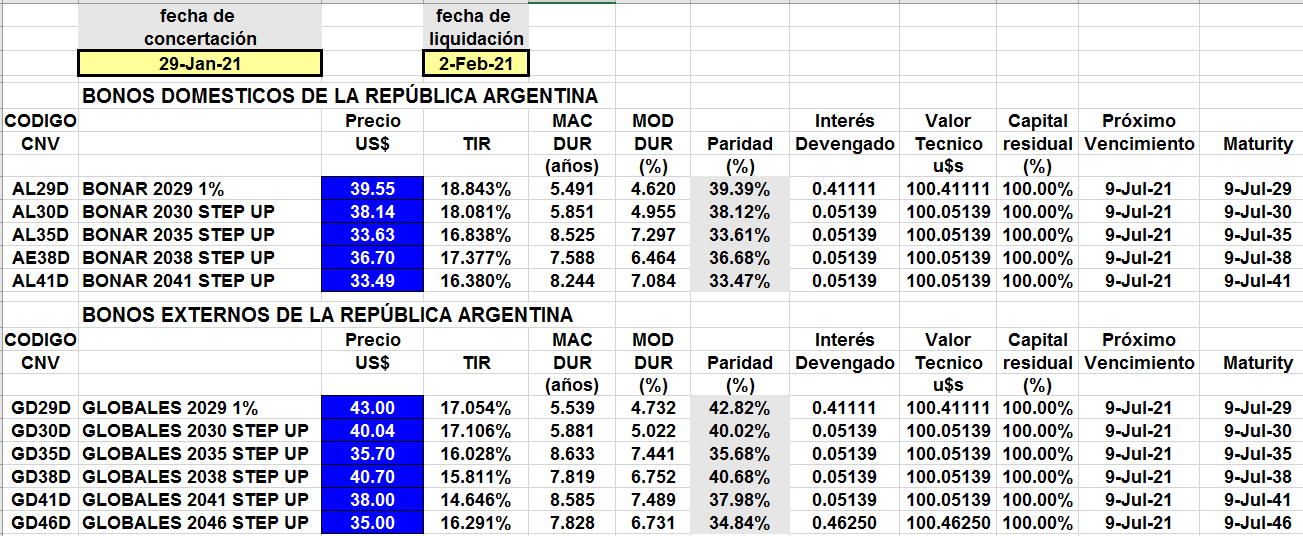 fecha de fecha de
concertación liquidación
29-Jan-21 2-Feb-21
BONOS DOMESTICOS DE LA REPÚBLICA ARGENTINA
CODIGO Precio MAC MOD Interés Valor Capital Próximo
CNV US$ TIR DUR DUR Paridad Devengado Tecnico residual Vencimiento Maturity
(años) (%) (%) u$s (%)
AL29D BONAR 2029 1% 39.55 18.843% 5.491 4.620 39.39% 0.41111 100.41111 100.00% 9-Jul-21 9-Jul-29
AL30D BONAR 2030 STEP UP 38.14 18.081% 5.851 4.955 38.12% 0.05139 100.05139 100.00% 9-Jul-21 9-Jul-30
AL35D BONAR 2035 STEP UP 33.63 16.838% 8.525 7.297 33.61% 0.05139 100.05139 100.00% 9-Jul-21 9-Jul-35
AE38D BONAR 2038 STEP UP 36.70 17.377% 7.588 6.464 36.68% 0.05139 100.05139 100.00% 9-Jul-21 9-Jul-38
AL41D BONAR 2041 STEP UP 33.49 16.380% 8.244 7.084 33.47% 0.05139 100.05139 100.00% 9-Jul-21 9-Jul-41
BONOS EXTERNOS DE LA REPÚBLICA ARGENTINA
CODIGO Precio MAC MOD Interés Valor Capital Próximo
CNV US$ TIR DUR DUR Paridad Devengado Tecnico residual Vencimiento Maturity
(años) (%) (%) u$s (%)
GD29D GLOBALES 2029 1% 43.00 17.054% 5.539 4.732 42.82% 0.41111 100.41111 100.00% 9-Jul-21 9-Jul-29
GD30D GLOBALES 2030 STEP UP 40.04 17.106% 5.881 5.022 40.02% 0.05139 100.05139 100.00% 9-Jul-21 9-Jul-30
GD35D GLOBALES 2035 STEP UP 35.70 16.028% 8.633 7.441 35.68% 0.05139 100.05139 100.00% 9-Jul-21 9-Jul-35
GD38D GLOBALES 2038 STEP UP 40.70 15.811% 7.819 6.752 40.68% 0.05139 100.05139 100.00% 9-Jul-21 9-Jul-38
GD41D GLOBALES 2041 STEP UP 38.00 14.646% 8.585 7.489 37.98% 0.05139 100.05139 100.00% 9-Jul-21 9-Jul-41
GD46D GLOBALES 2046 STEP UP 35.00 16.291% 7.828 6.731 34.84% 0.46250 100.46250 100.00% 9-Jul-21 9-Jul-46